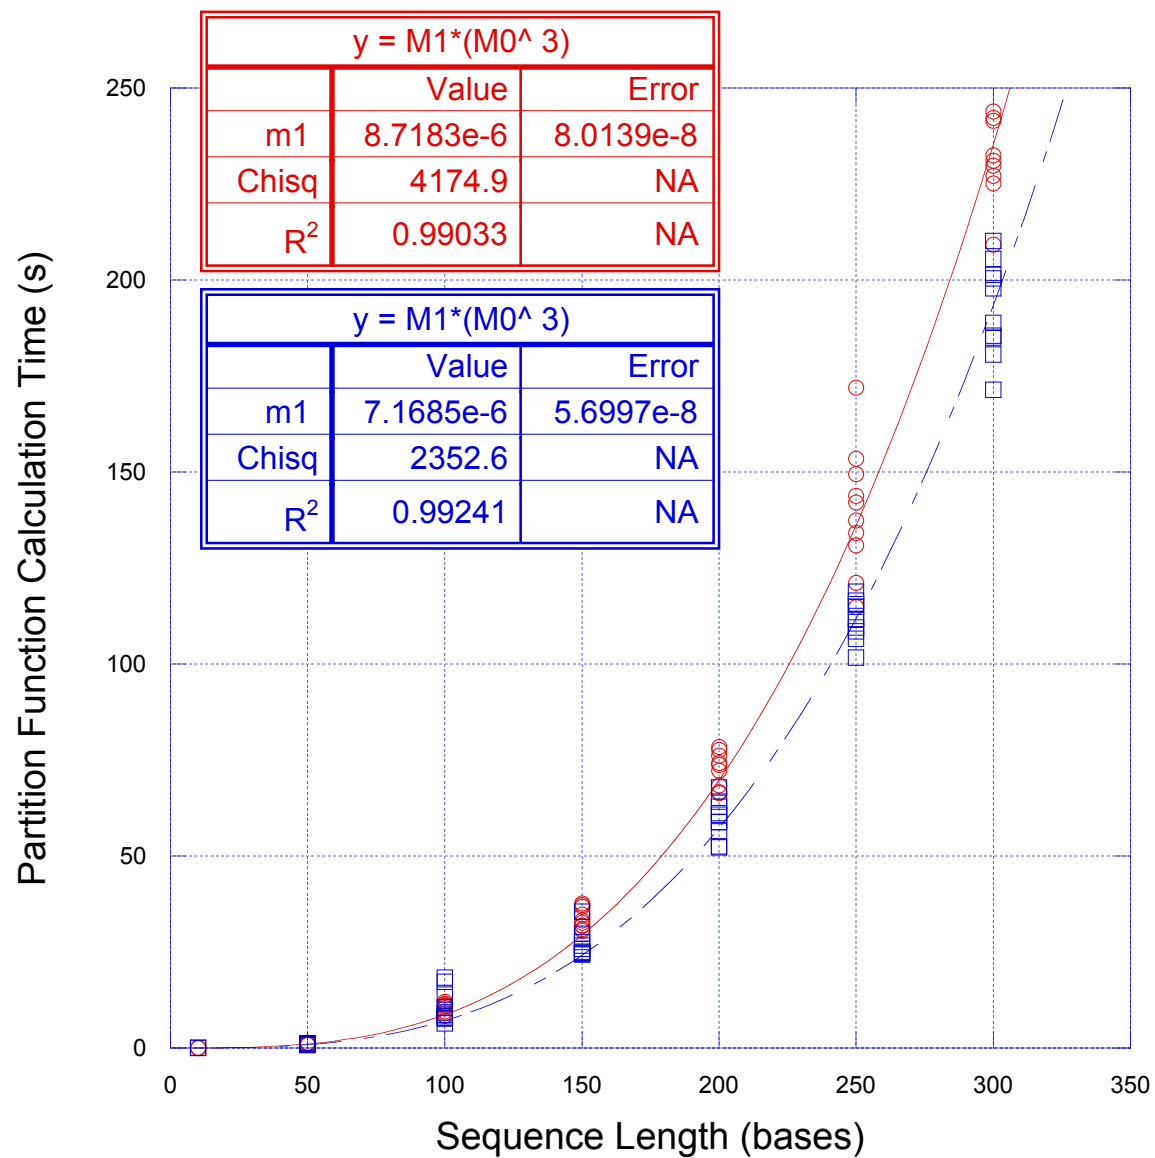 y = M1*(M0^ 3)
Value Error
m1 8.7183e-6 8.0139e-8
Chisq 4174.9 NA
R² 0.99033 NA
y = M1*(M0^ 3)
Value Error
m1 7.1685e-6 5.6997e-8
Chisq 2352.6 NA
R² 0.99241 NA
Partition Function Calculation Time (s)
250
200
150
100
50
0
0 50 100 150 200 250 300 350
Sequence Length (bases)